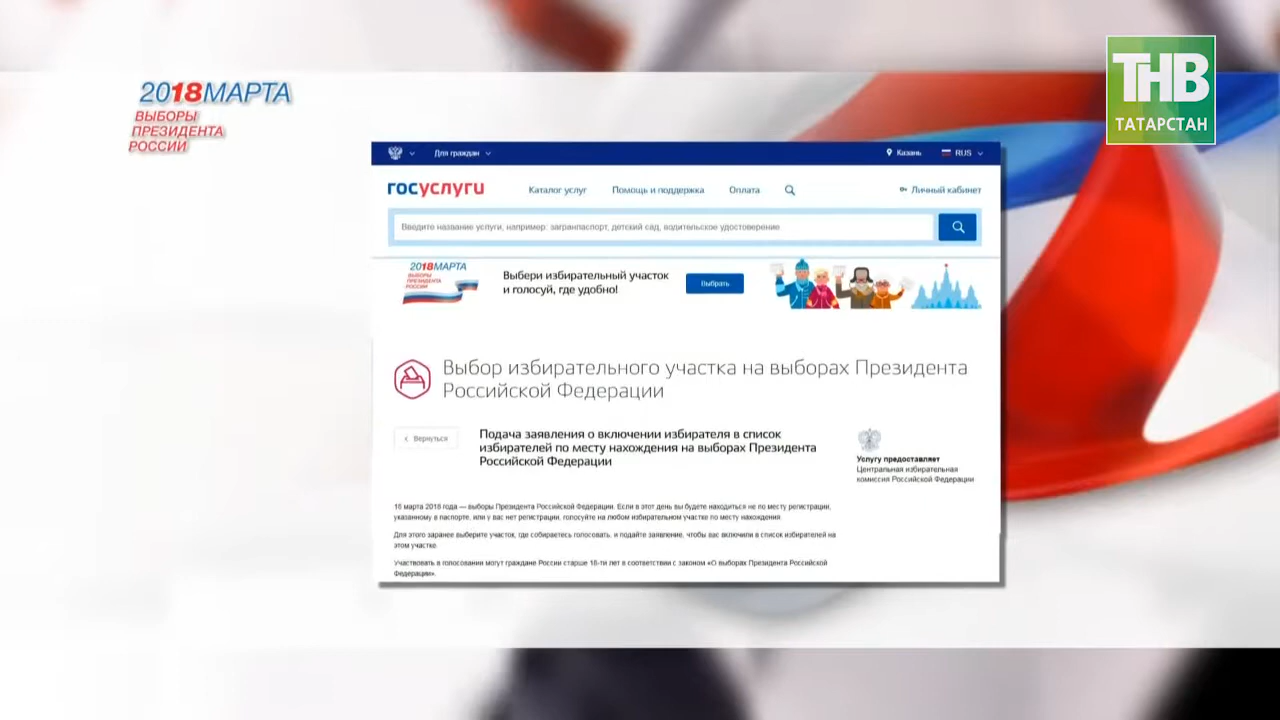 2018МАРТА
ВЫБОРЫ
ПРЕЗИДЕНТА
РОССИИ
ТНВ
ТАТАРСТАН
Для граждан
Казань
RUS
госуслуги
Каталог услуг
Помощь и поддержка
Оплата
Личный кабинет
Введите название услуги, например: загранпаспорт, детский сад, водительское удостоверение
2018МАРТА
ВЫБОРЫ
ПРЕЗИДЕНТА
РОССИИ
Выбери избирательный участок
и голосуй, где удобно!
Выбрать
Выбор избирательного участка на выборах Президента
Российской Федерации
Вернуться
Подача заявления о включении избирателя в список
избирателей по месту нахождения на выборах Президента
Российской Федерации
Услугу предоставляет
Центральная избирательная
комиссия Российской Федерации
18 марта 2018 года — выборы Президента Российской Федерации. Если в этот день вы будете находиться не по месту регистрации,
указанному в паспорте, или у вас нет регистрации, голосуйте на любом избирательном участке по месту нахождения.
Для этого заранее выберите участок, где собираетесь голосовать, и подайте заявление, чтобы вас включили в список избирателей на
этом участке.
Участвовать в голосовании могут граждане России старше 18-ти лет в соответствии с законом «О выборах Президента Российской
Федерации».